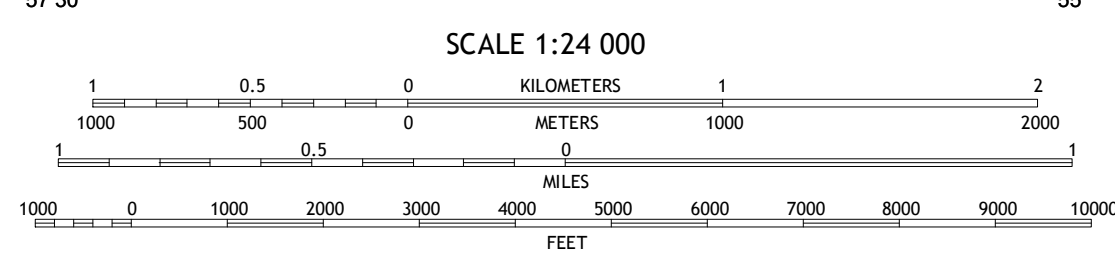 57'30" 55'
SCALE 1:24 000
1 0.5 0 KILOMETERS 1 2
1000 500 0 METERS 1000 2000
1 0.5 0 1
MILES
1000 0 1000 2000 3000 4000 5000 6000 7000 8000 9000 10000
FEET